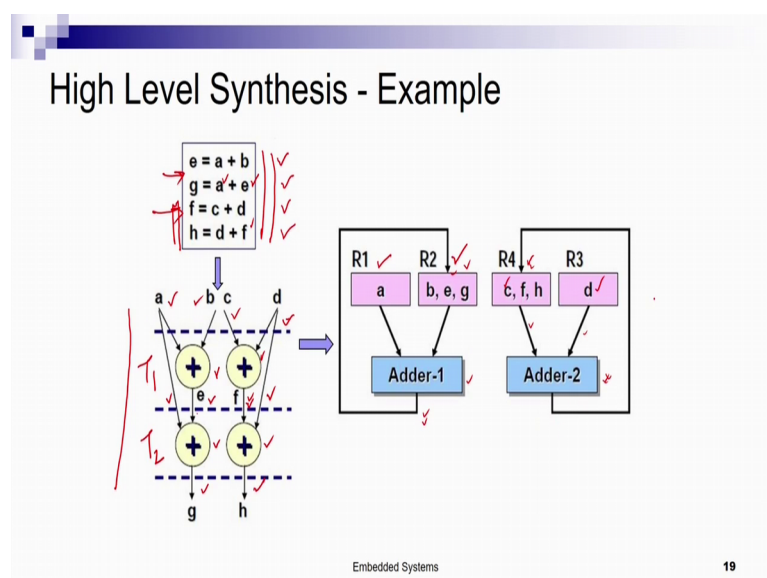 High Level Synthesis - Example
e = a + b
g = a + e
f = c + d
h = d + f
a b c d
T1
+ +
e f
T2
+ +
g h
R1 R2 R4 R3
a b, e, g c, f, h d
Adder-1 Adder-2
Embedded Systems 19